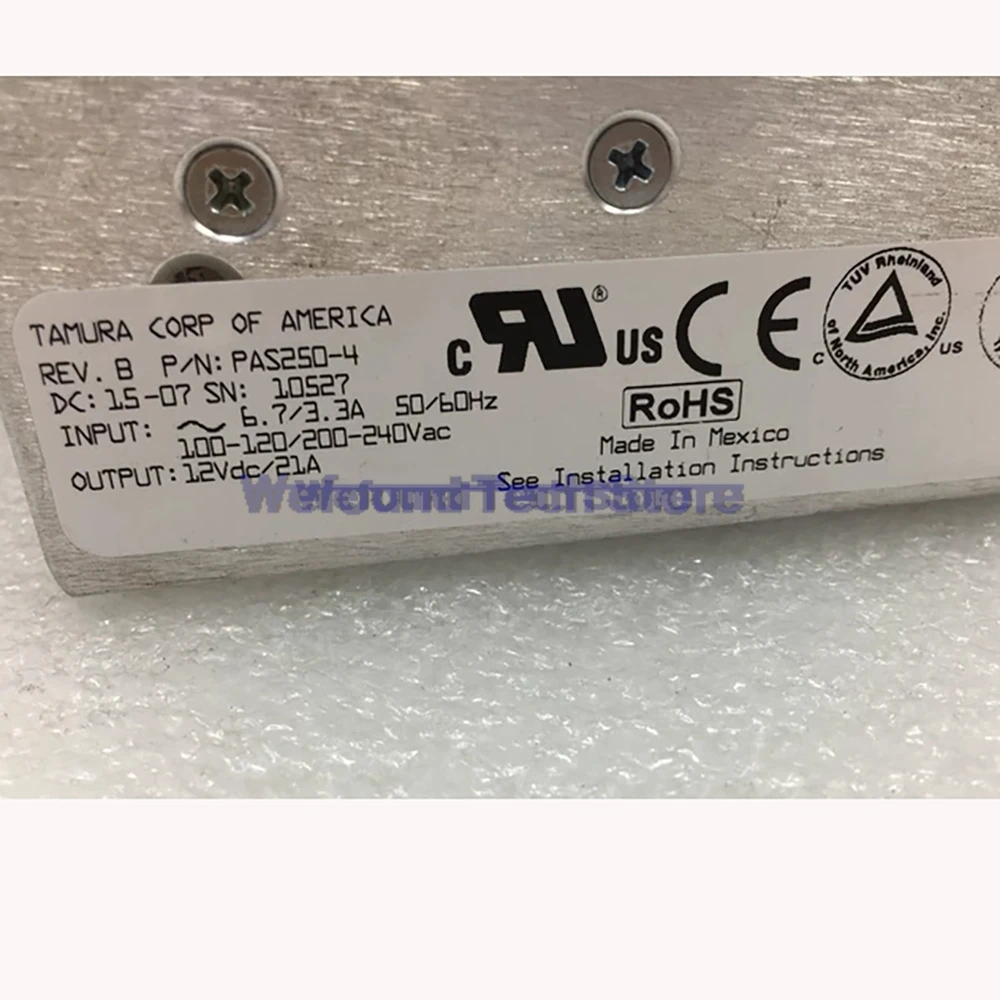 TAMURA CORP OF AMERICA
REV. B P/N: PAS250-4
DC: 15-07 SN: 10527
INPUT: 6.7/3.3A 50/60Hz
100-120/200-240Vac
OUTPUT: 12Vdc/21A
c RU ® US CE
TUV Rheinland
of North America, Inc.
C US
RoHS
Made In Mexico
See Installation Instructions